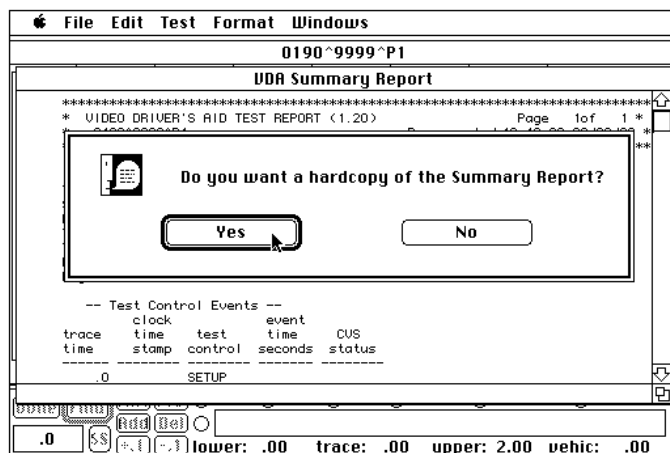 File Edit Test Format Windows
0190^9999^P1
VDA Summary Report
**********************************************************************************
* VIDEO DRIVER'S AID TEST REPORT (1.20) Page 1of 1 *
Do you want a hardcopy of the Summary Report?
Yes No
-- Test Control Events --
clock event
trace time test time CVS
time stamp control seconds status
------ -------- -------- -------- --------
.0 SETUP
Add Del
.0 SS +.1 -.1 lower: .00 trace: .00 upper: 2.00 vehic: .00